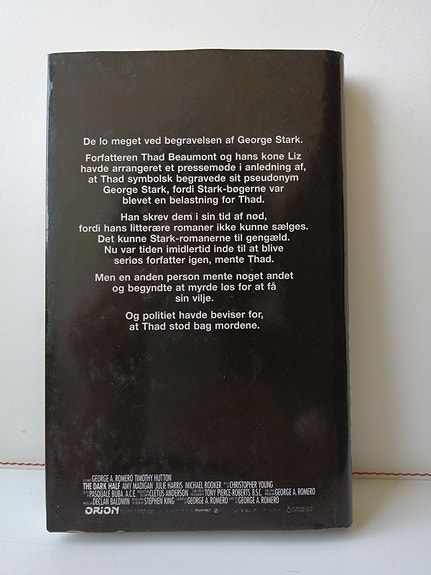 De lo meget ved begravelsen af George Stark.
Forfatteren Thad Beaumont og hans kone Liz
havde arrangeret et pressemøde i anledning af,
at Thad symbolsk begravede sit pseudonym
George Stark, fordi Stark-bøgerne var
blevet en belastning for Thad.
Han skrev dem i sin tid af nød,
fordi hans litterære romaner ikke kunne sælges.
Det kunne Stark-romanerne til gengæld.
Nu var tiden imidlertid inde til at blive
seriøs forfatter igen, mente Thad.
Men en anden person mente noget andet
og begyndte at myrde løs for at få
sin vilje.
Og politiet havde beviser for,
at Thad stod bag mordene.
GEORGE A. ROMERO TIMOTHY HUTTON
THE DARK HALF AMY MADIGAN JULIE HARRIS MICHAEL ROOKER CHRISTOPHER YOUNG
PASQUALE BUBA A.C.E. CLETUS ANDERSON TONY PIERCE-ROBERTS B.S.C. GEORGE A. ROMERO
DECLAN BALDWIN STEPHEN KING GEORGE A. ROMERO GEORGE A. ROMERO
ORION